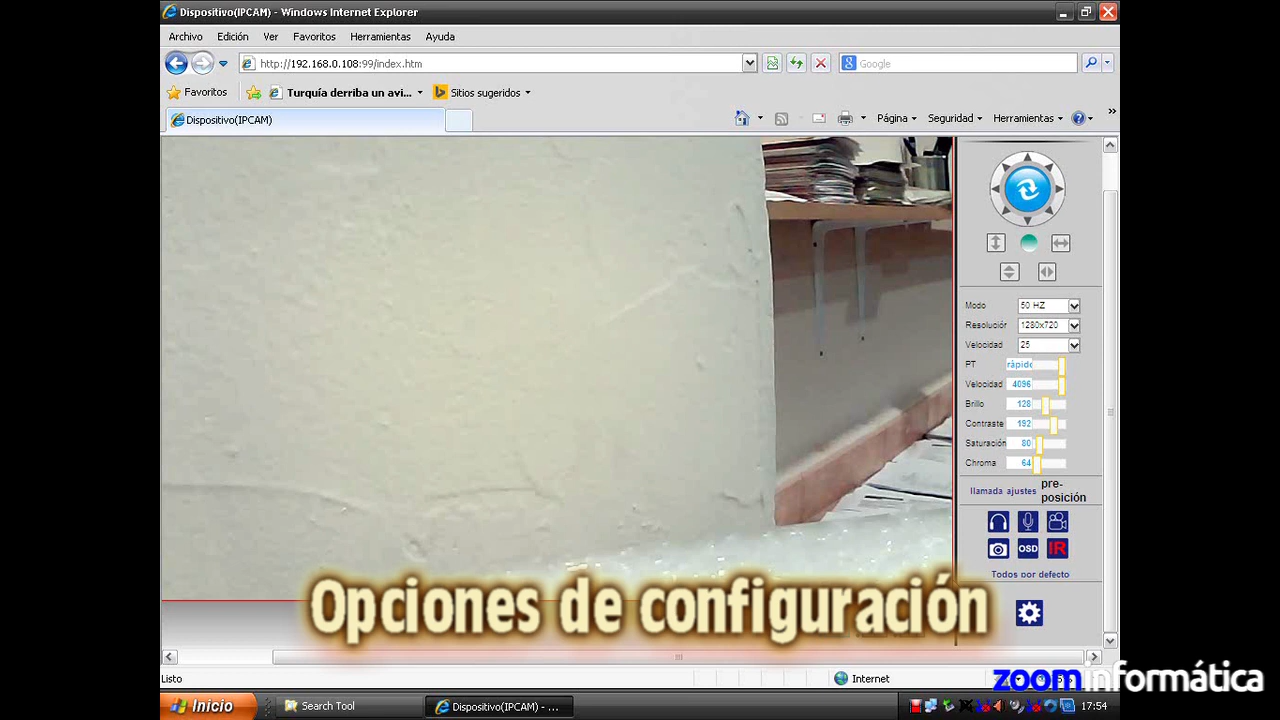 Dispositivo(IPCAM) - Windows Internet Explorer
Archivo Edición Ver Favoritos Herramientas Ayuda
http://192.168.0.108:99/index.htm
Google
Favoritos
Turquía derriba un avi...
Sitios sugeridos
Dispositivo(IPCAM)
Página Seguridad Herramientas
Modo 50 HZ
Resolución 1280x720
Velocidad 25
PT rápido
Velocidad 4096
Brillo 128
Contraste 192
Saturación 80
Chroma 64
llamada ajustes pre-
posición
OSD IR
Todos por defecto
Opciones de configuración
Listo
Internet
zoominformática
Inicio
Search Tool
Dispositivo(IPCAM) - ...
17:54